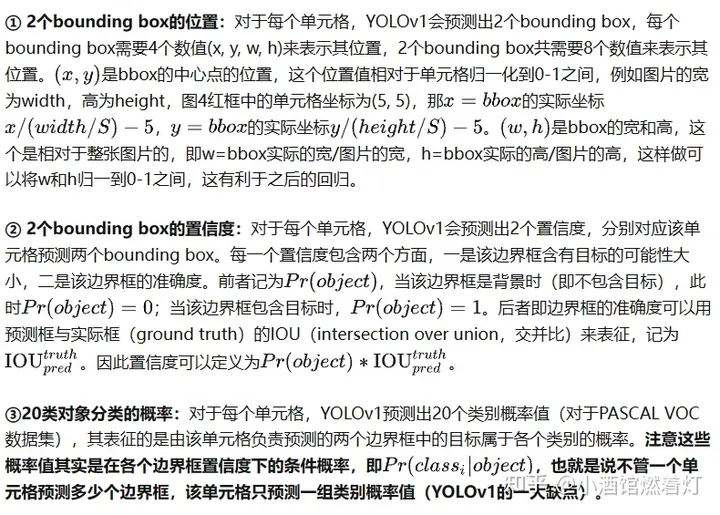 ① 2个bounding box的位置：对于每个单元格，YOLOv1会预测出2个bounding box，每个
bounding box需要4个数值(x, y, w, h)来表示其位置，2个bounding box共需要8个数值来表示其
位置。(x, y)是bbox的中心点的位置，这个位置值相对于单元格归一化到0-1之间，例如图片的宽
为width，高为height，图4红框中的单元格坐标为(5, 5)，那x = bbox的实际坐标
x/(width/S) − 5，y = bbox的实际坐标y/(height/S) − 5。(w, h)是bbox的宽和高，这
个是相对于整张图片的，即w=bbox实际的宽/图片的宽，h=bbox实际的高/图片的高，这样做可
以将w和h归一到0-1之间，这有利于之后的回归。
② 2个bounding box的置信度：对于每个单元格，YOLOv1会预测出2个置信度，分别对应该单
元格预测两个bounding box。每一个置信度包含两个方面，一是该边界框含有目标的可能性大
小，二是该边界框的准确度。前者记为Pr(object)，当该边界框是背景时（即不包含目标），此
时Pr(object) = 0；当该边界框包含目标时，Pr(object) = 1。后者即边界框的准确度可以用
预测框与实际框（ground truth）的IOU（intersection over union，交并比）来表征，记为
IOU^{truth}_{pred}。因此置信度可以定义为Pr(object) * IOU^{truth}_{pred}。
③20类对象分类的概率：对于每个单元格，YOLOv1预测出20个类别概率值（对于PASCAL VOC
数据集），其表征的是由该单元格负责预测的两个边界框中的目标属于各个类别的概率。注意这些
概率值其实是在各个边界框置信度下的条件概率，即Pr(class_i|object)，也就是说不管一个单
元格预测多少个边界框，该单元格只预测一组类别概率值（YOLOv1的一大缺点）。
知乎 @小酒馆燃着灯